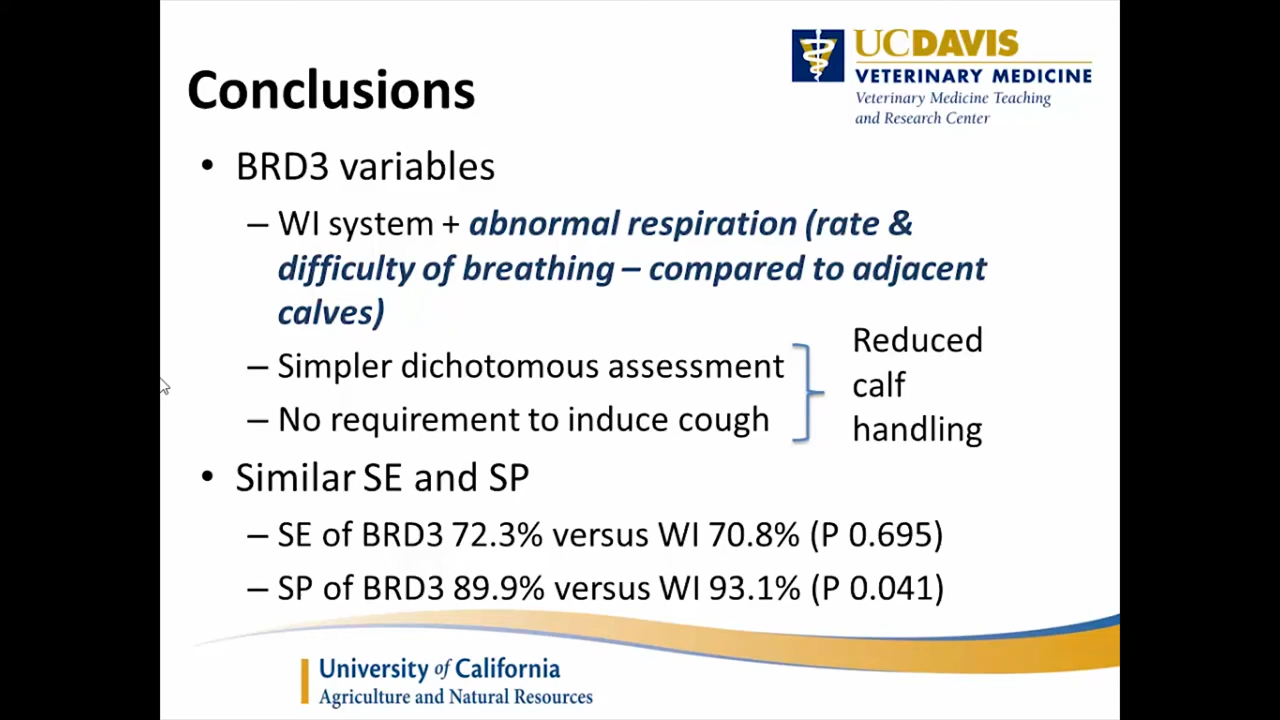 UCDAVIS
VETERINARY MEDICINE
Veterinary Medicine Teaching
and Research Center
Conclusions
• BRD3 variables
– WI system + abnormal respiration (rate &
difficulty of breathing – compared to adjacent
calves)
– Simpler dichotomous assessment
– No requirement to induce cough
Reduced
calf
handling
• Similar SE and SP
– SE of BRD3 72.3% versus WI 70.8% (P 0.695)
– SP of BRD3 89.9% versus WI 93.1% (P 0.041)
University of California
Agriculture and Natural Resources